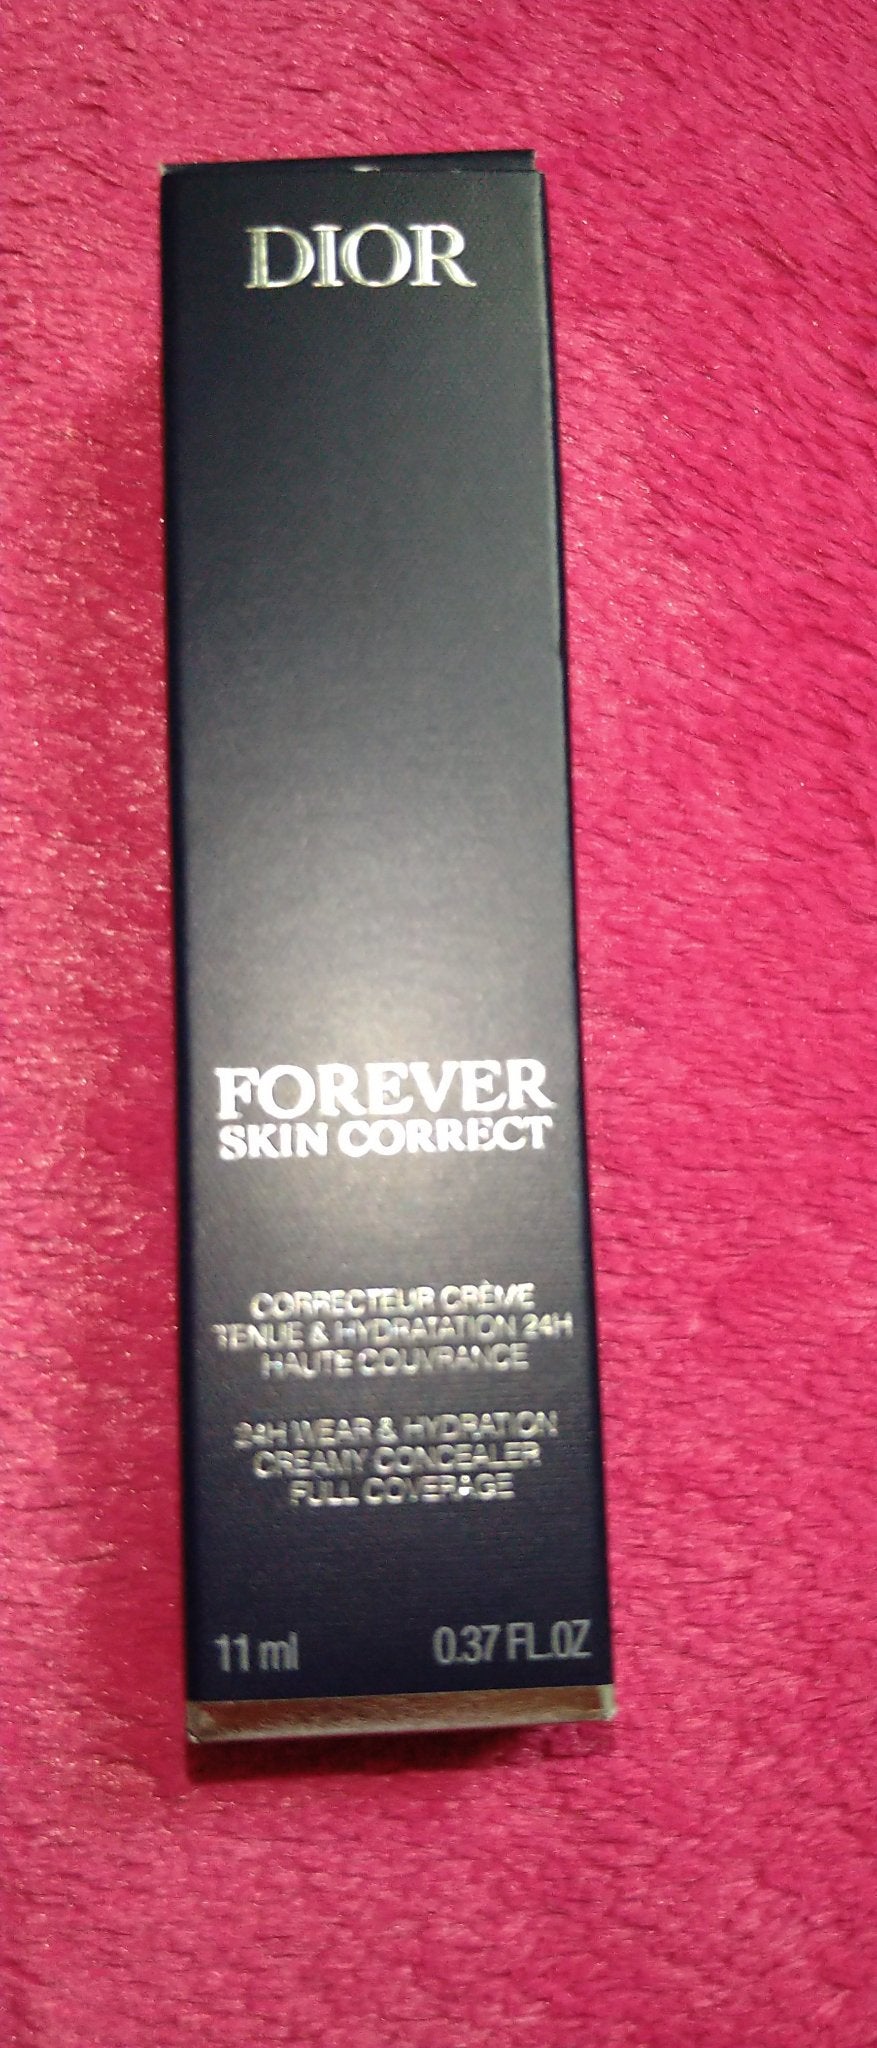 DIOR
FOREVER
SKIN CORRECT
CORRECTEUR CRÈME
TENUE & HYDRATATION 24H
HAUTE COUVRANCE
24H WEAR & HYDRATION
CREAMY CONCEALER
FULL COVERAGE
11 ml 0.37 FL.OZ